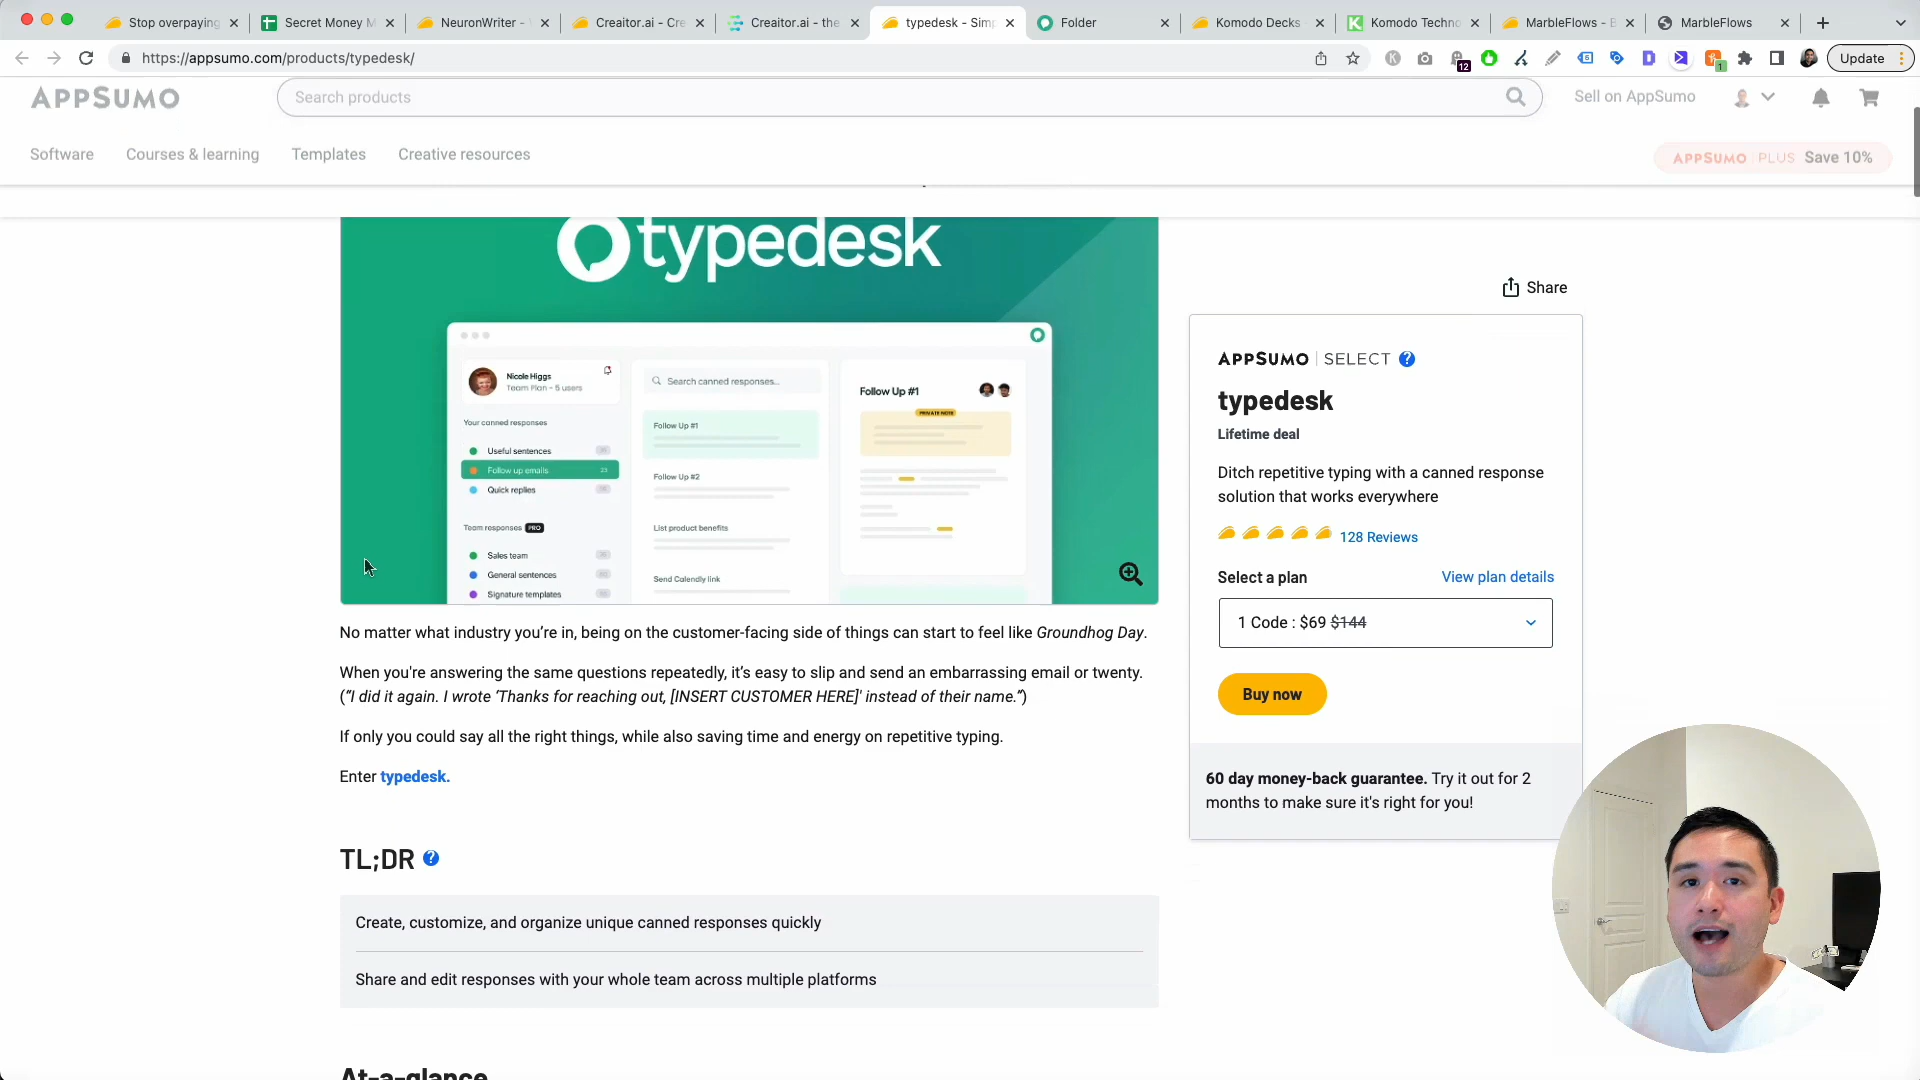 Stop overpaying
Secret Money M
NeuronWriter - 
Creaitor.ai - Cre
Creaitor.ai - the
typedesk - Simp
Folder
Komodo Decks
Komodo Techno
MarbleFlows - E
MarbleFlows
https://appsumo.com/products/typedesk/
12
1
Update
APPSUMO
Search products
Sell on AppSumo
Software
Courses & learning
Templates
Creative resources
APPSUMO PLUS Save 10%
typedesk
Nicole Higgs
Team Plan - 5 users
Your canned responses
Useful sentences
Follow up emails 23
Quick replies
Team responses PRO
Sales team
General sentences
Signature templates
Search canned responses...
Follow Up #1
Follow Up #2
List product benefits
Send Calendly link
Follow Up #1
PRIVATE NOTE
Share
APPSUMO | SELECT ?
typedesk
Lifetime deal
Ditch repetitive typing with a canned response
solution that works everywhere
128 Reviews
Select a plan
View plan details
1 Code : $69 $144
Buy now
60 day money-back guarantee. Try it out for 2
months to make sure it's right for you!
No matter what industry you’re in, being on the customer-facing side of things can start to feel like Groundhog Day.
When you're answering the same questions repeatedly, it’s easy to slip and send an embarrassing email or twenty.
(“I did it again. I wrote ‘Thanks for reaching out, [INSERT CUSTOMER HERE]’ instead of their name.”)
If only you could say all the right things, while also saving time and energy on repetitive typing.
Enter typedesk.
TL;DR ?
Create, customize, and organize unique canned responses quickly
Share and edit responses with your whole team across multiple platforms
At-a-glance